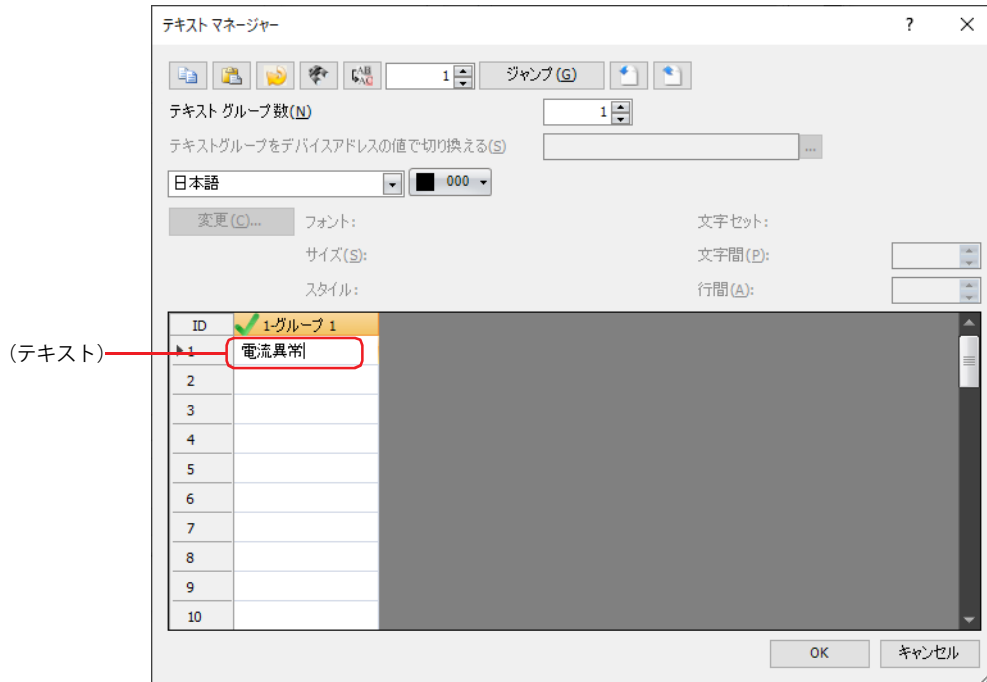 テキスト マネージャー ? ×
1 ジャンプ(G)
テキスト グループ数(N) 1
テキストグループをデバイスアドレスの値で切り換える(S) ...
日本語 000
変更(C)... フォント: 文字セット:
サイズ(S): 文字間(P):
スタイル: 行間(A):
ID 1-グループ 1
(テキスト) 1 電流異常
2
3
4
5
6
7
8
9
10
OK キャンセル